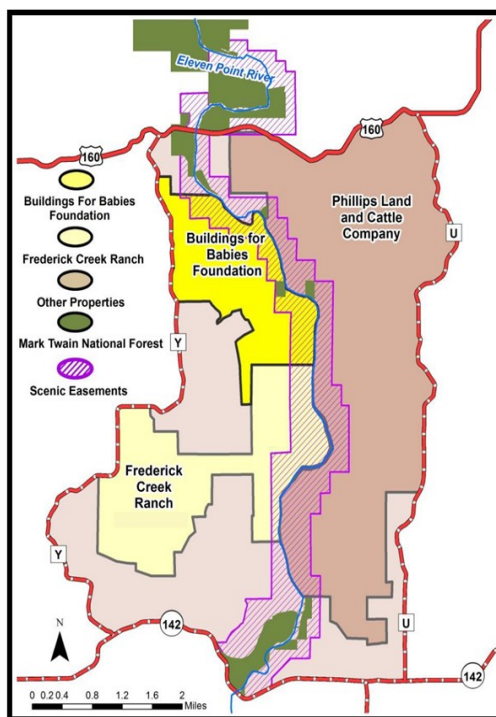 Eleven Point River
160
160
Buildings For Babies
Foundation
Frederick Creek Ranch
Other Properties
Mark Twain National Forest
Scenic Easements
Phillips Land
and Cattle
Company
Buildings for
Babies
Foundation
U
Y
Frederick
Creek
Ranch
Y
N
142
U
142
0 0.2 0.4 0.8 1.2 1.6 2
Miles